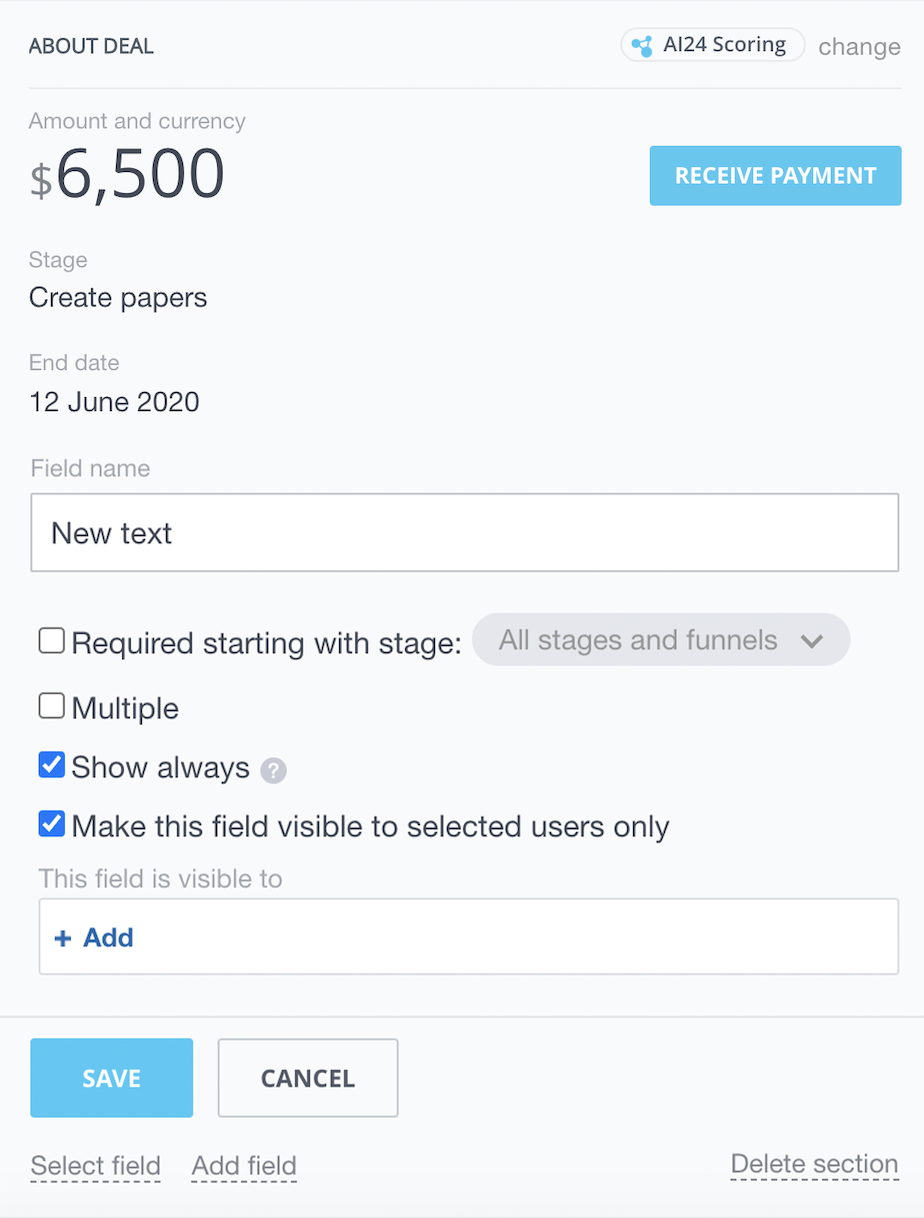 ABOUT DEAL
AI24 Scoring change
Amount and currency
$6,500
RECEIVE PAYMENT
Stage
Create papers
End date
12 June 2020
Field name
New text
Required starting with stage: All stages and funnels
Multiple
Show always ?
Make this field visible to selected users only
This field is visible to
+ Add
SAVE CANCEL
Select field Add field Delete section